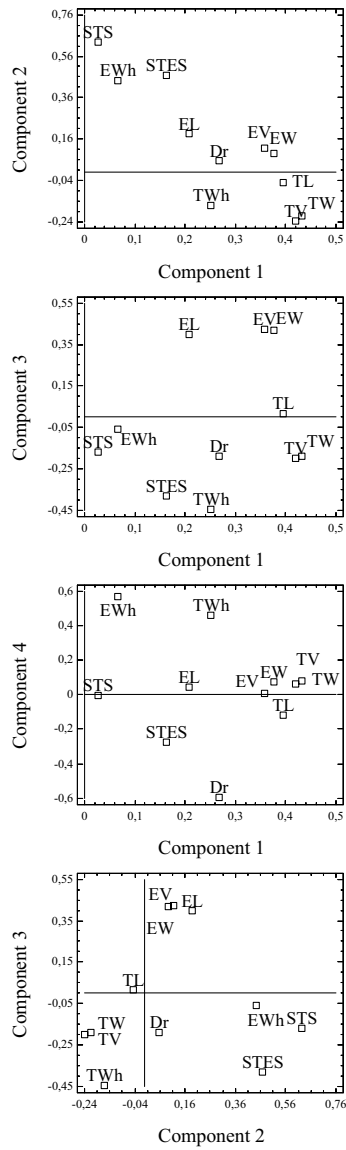 0,76
0,56
0,36
0,16
-0,04
-0,24
Component 2
STS
EWh
STES
EL
Dr
EV
EW
TWh
TL
TV
TW
0
0,1
0,2
0,3
0,4
0,5
Component 1
0,55
0,35
0,15
-0,05
-0,25
-0,45
Component 3
EL
EV
EW
TL
STS
EWh
Dr
TV
TW
STES
TWh
0
0,1
0,2
0,3
0,4
0,5
Component 1
0,6
0,4
0,2
0
-0,2
-0,4
-0,6
Component 4
EWh
TWh
TV
EW
EV
TW
EL
STS
TL
STES
Dr
0
0,1
0,2
0,3
0,4
0,5
Component 1
0,55
0,35
0,15
-0,05
-0,25
-0,45
Component 3
EV
EL
EW
TL
TW
TV
Dr
EWh
STS
STES
TWh
-0,24
-0,04
0,16
0,36
0,56
0,76
Component 2